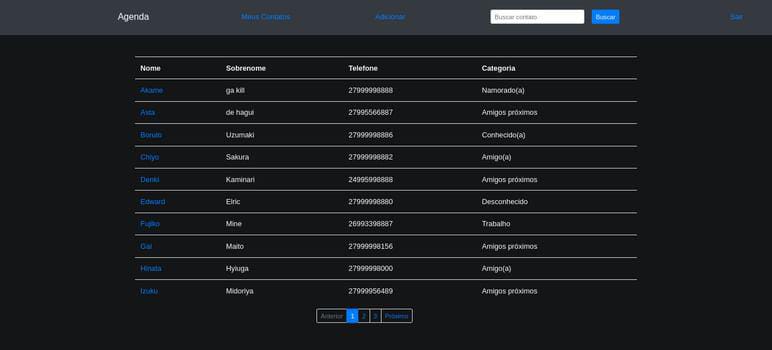 Agenda Meus Contatos Adicionar Buscar contato Buscar Sair
Nome Sobrenome Telefone Categoria
Akame ga kill 27999998888 Namorado(a)
Asta de hagui 27995566887 Amigos próximos
Boruto Uzumaki 27999998886 Conhecido(a)
Chiyo Sakura 27999998882 Amigo(a)
Denki Kaminari 24995998888 Amigos próximos
Edward Elric 27999998880 Desconhecido
Fujiko Mine 26993398887 Trabalho
Gai Maito 27999998156 Amigos próximos
Hinata Hyiuga 27999998000 Amigo(a)
Izuku Midoriya 27999956489 Amigos próximos
Anterior 1 2 3 Próximo